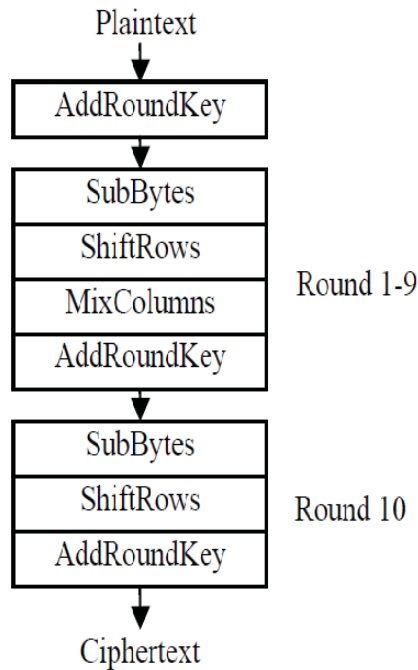 Plaintext
AddRoundKey
SubBytes
ShiftRows
MixColumns
AddRoundKey
Round 1-9
SubBytes
ShiftRows
AddRoundKey
Round 10
Ciphertext